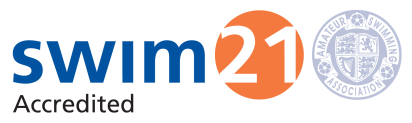 swim21
Accredited
AMATEUR SWIMMING ASSOCIATION